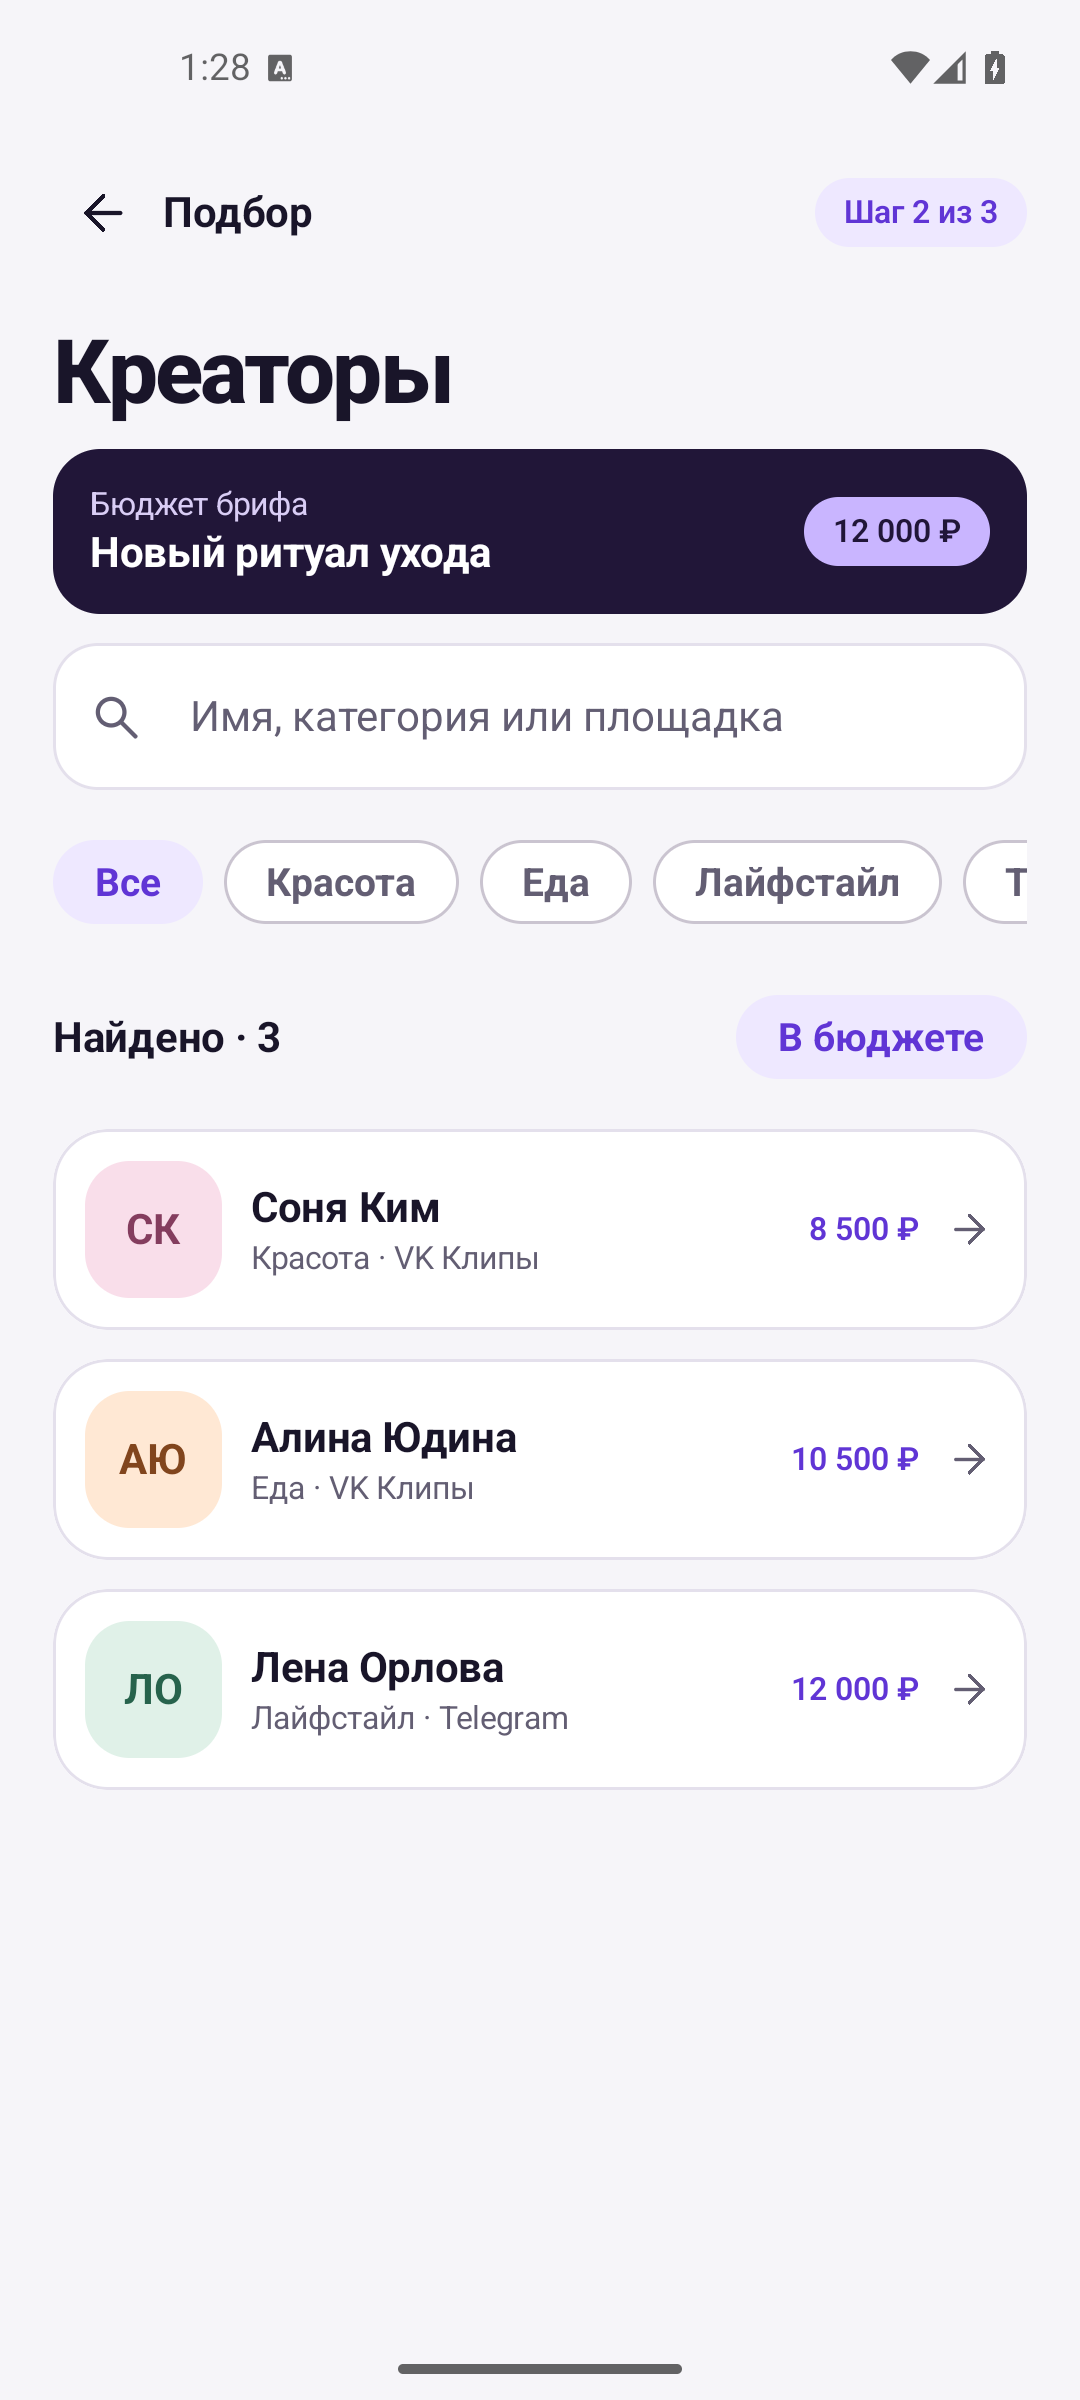 1:28
Подбор
Шаг 2 из 3
Креаторы
Бюджет брифа
Новый ритуал ухода
12 000 ₽
Имя, категория или площадка
Все
Красота
Еда
Лайфстайл
Найдено · 3
В бюджете
СК
Соня Ким
Красота · VK Клипы
8 500 ₽
АЮ
Алина Юдина
Еда · VK Клипы
10 500 ₽
ЛО
Лена Орлова
Лайфстайл · Telegram
12 000 ₽